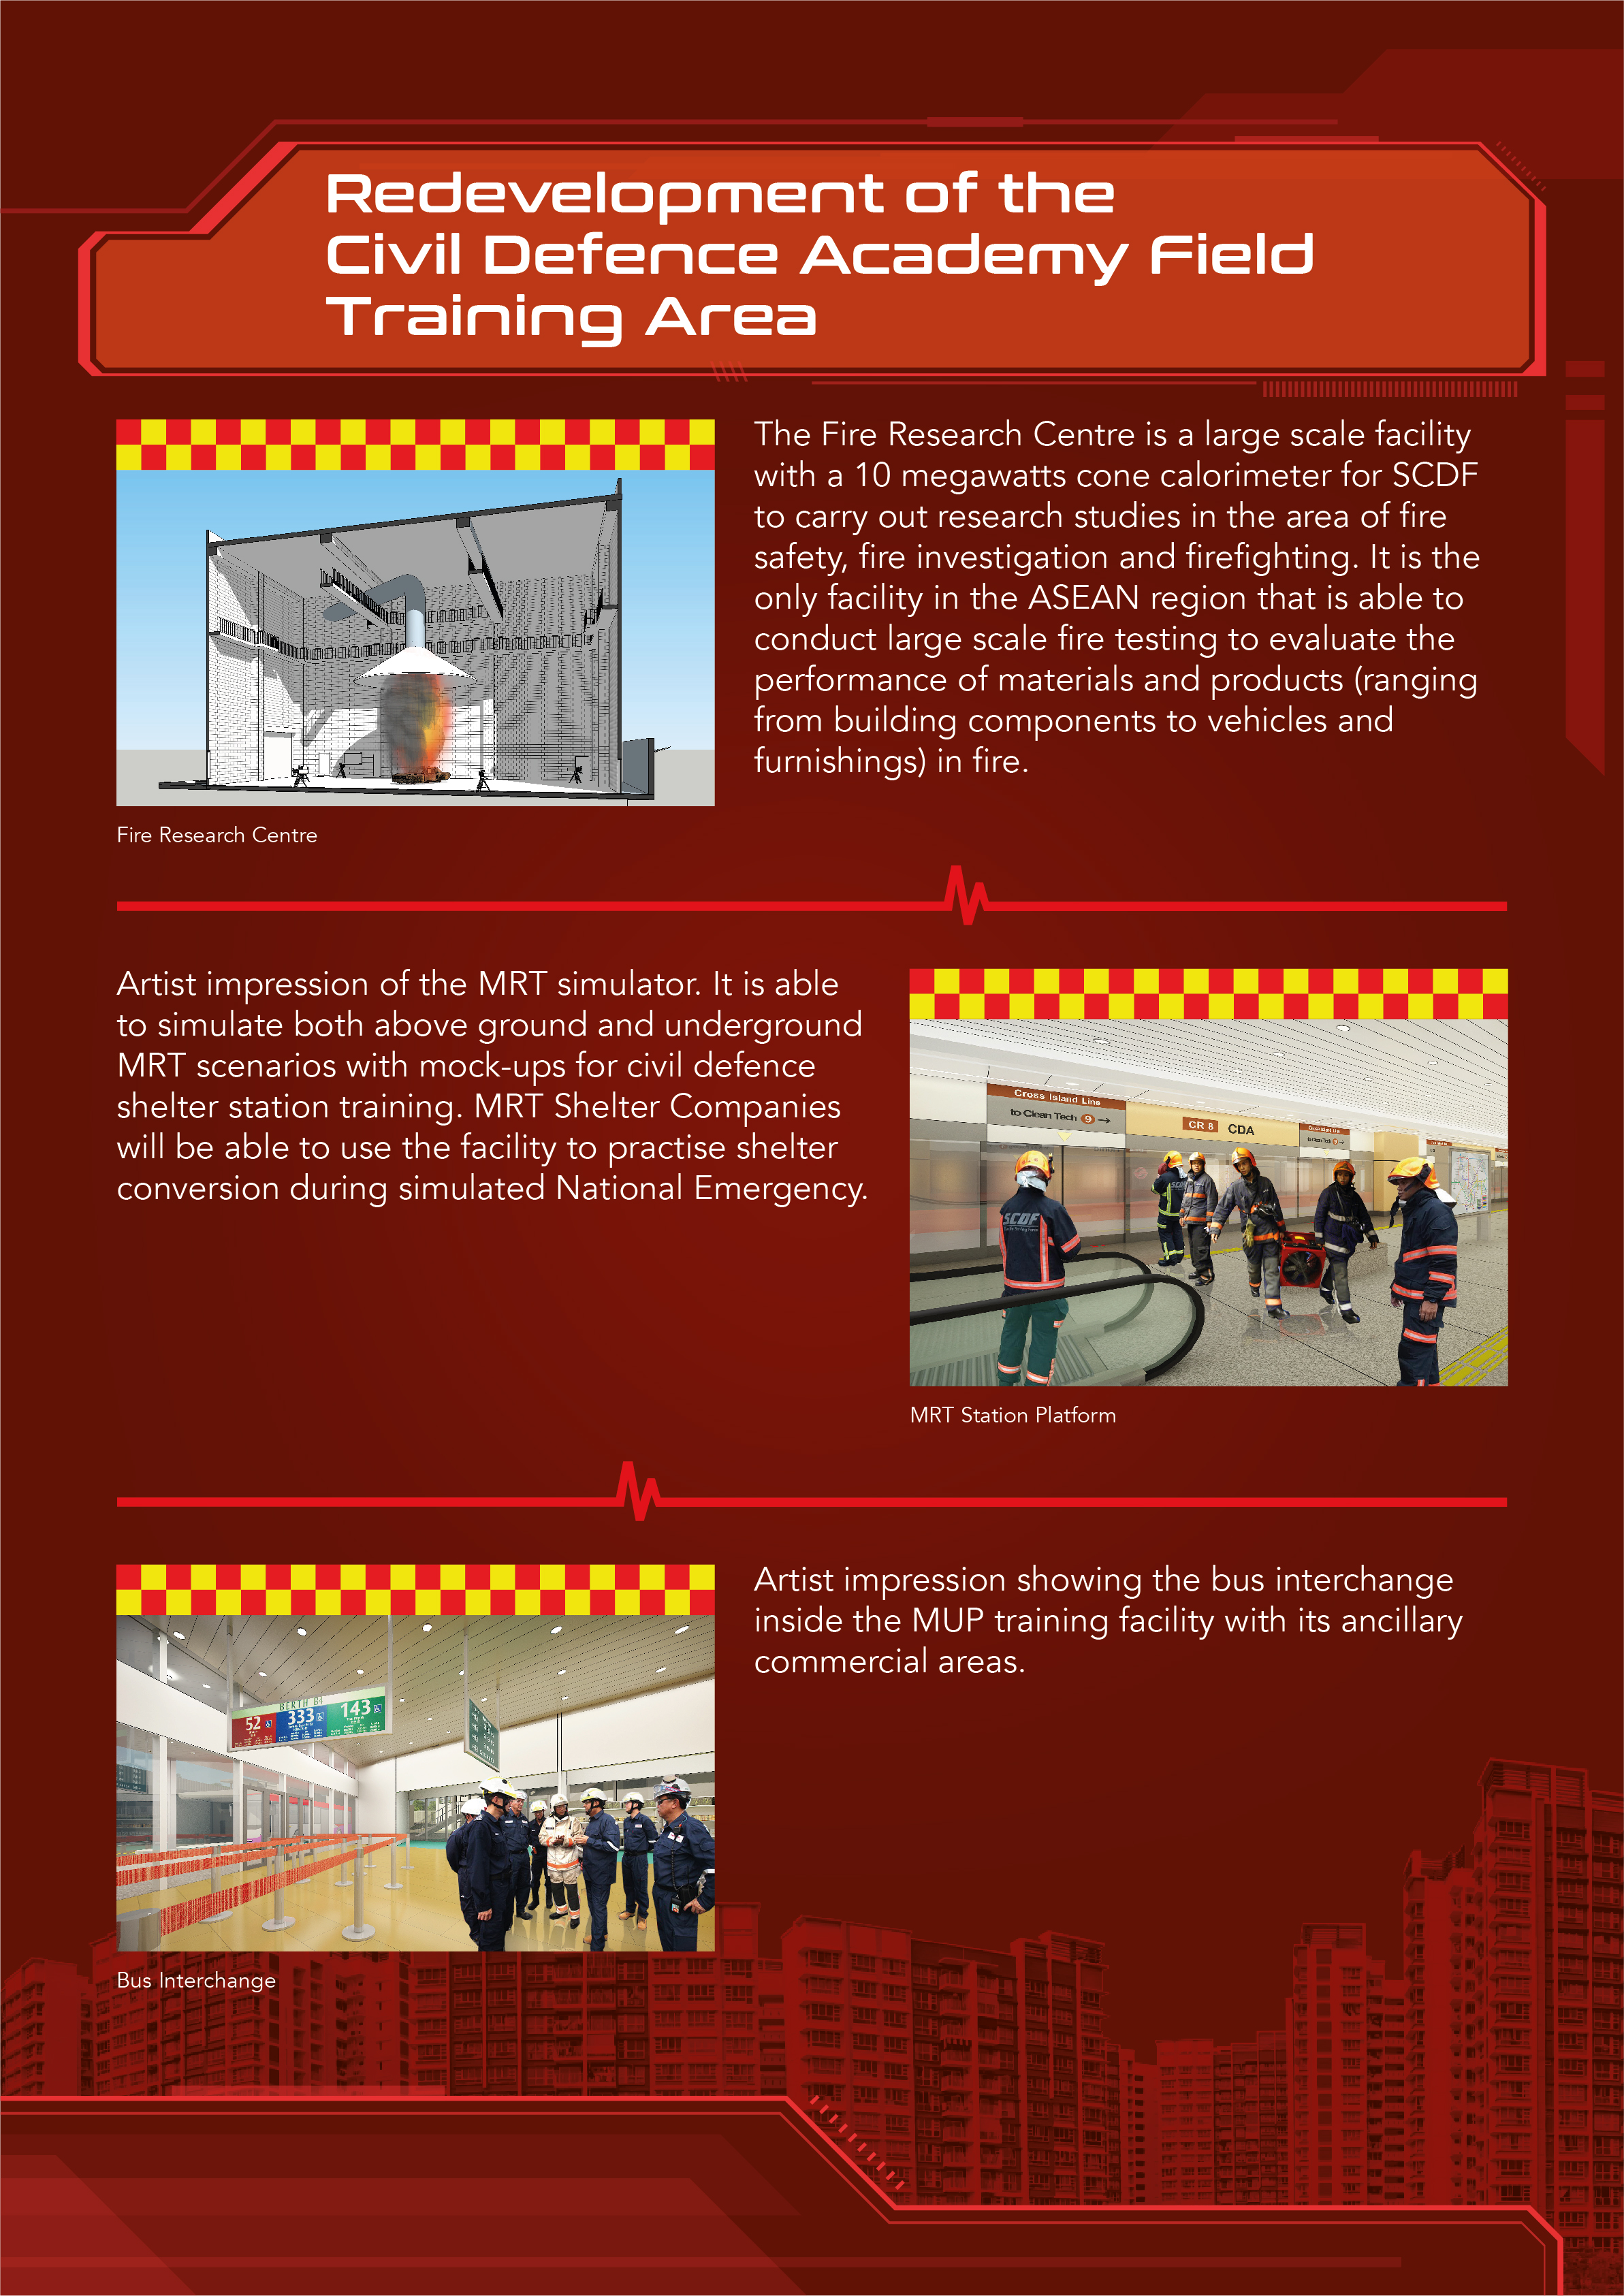 Redevelopment of the
Civil Defence Academy Field
Training Area
The Fire Research Centre is a large scale facility
with a 10 megawatts cone calorimeter for SCDF
to carry out research studies in the area of fire
safety, fire investigation and firefighting. It is the
only facility in the ASEAN region that is able to
conduct large scale fire testing to evaluate the
performance of materials and products (ranging
from building components to vehicles and
furnishings) in fire.
Fire Research Centre
Artist impression of the MRT simulator. It is able
to simulate both above ground and underground
MRT scenarios with mock-ups for civil defence
shelter station training. MRT Shelter Companies
will be able to use the facility to practise shelter
conversion during simulated National Emergency.
Cross Island Line
to Clean Tech 9 →
CR 8 CDA
SCDF
MRT Station Platform
Artist impression showing the bus interchange
inside the MUP training facility with its ancillary
commercial areas.
BERTH
52 333 143
Bus Interchange